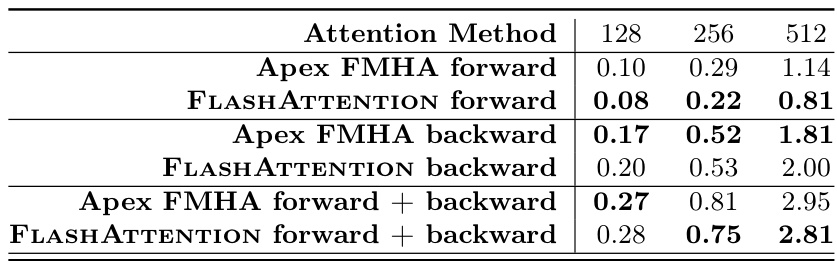 Attention Method 128 256 512
Apex FMHA forward 0.10 0.29 1.14
FLASHATTENTION forward 0.08 0.22 0.81
Apex FMHA backward 0.17 0.52 1.81
FLASHATTENTION backward 0.20 0.53 2.00
Apex FMHA forward + backward 0.27 0.81 2.95
FLASHATTENTION forward + backward 0.28 0.75 2.81